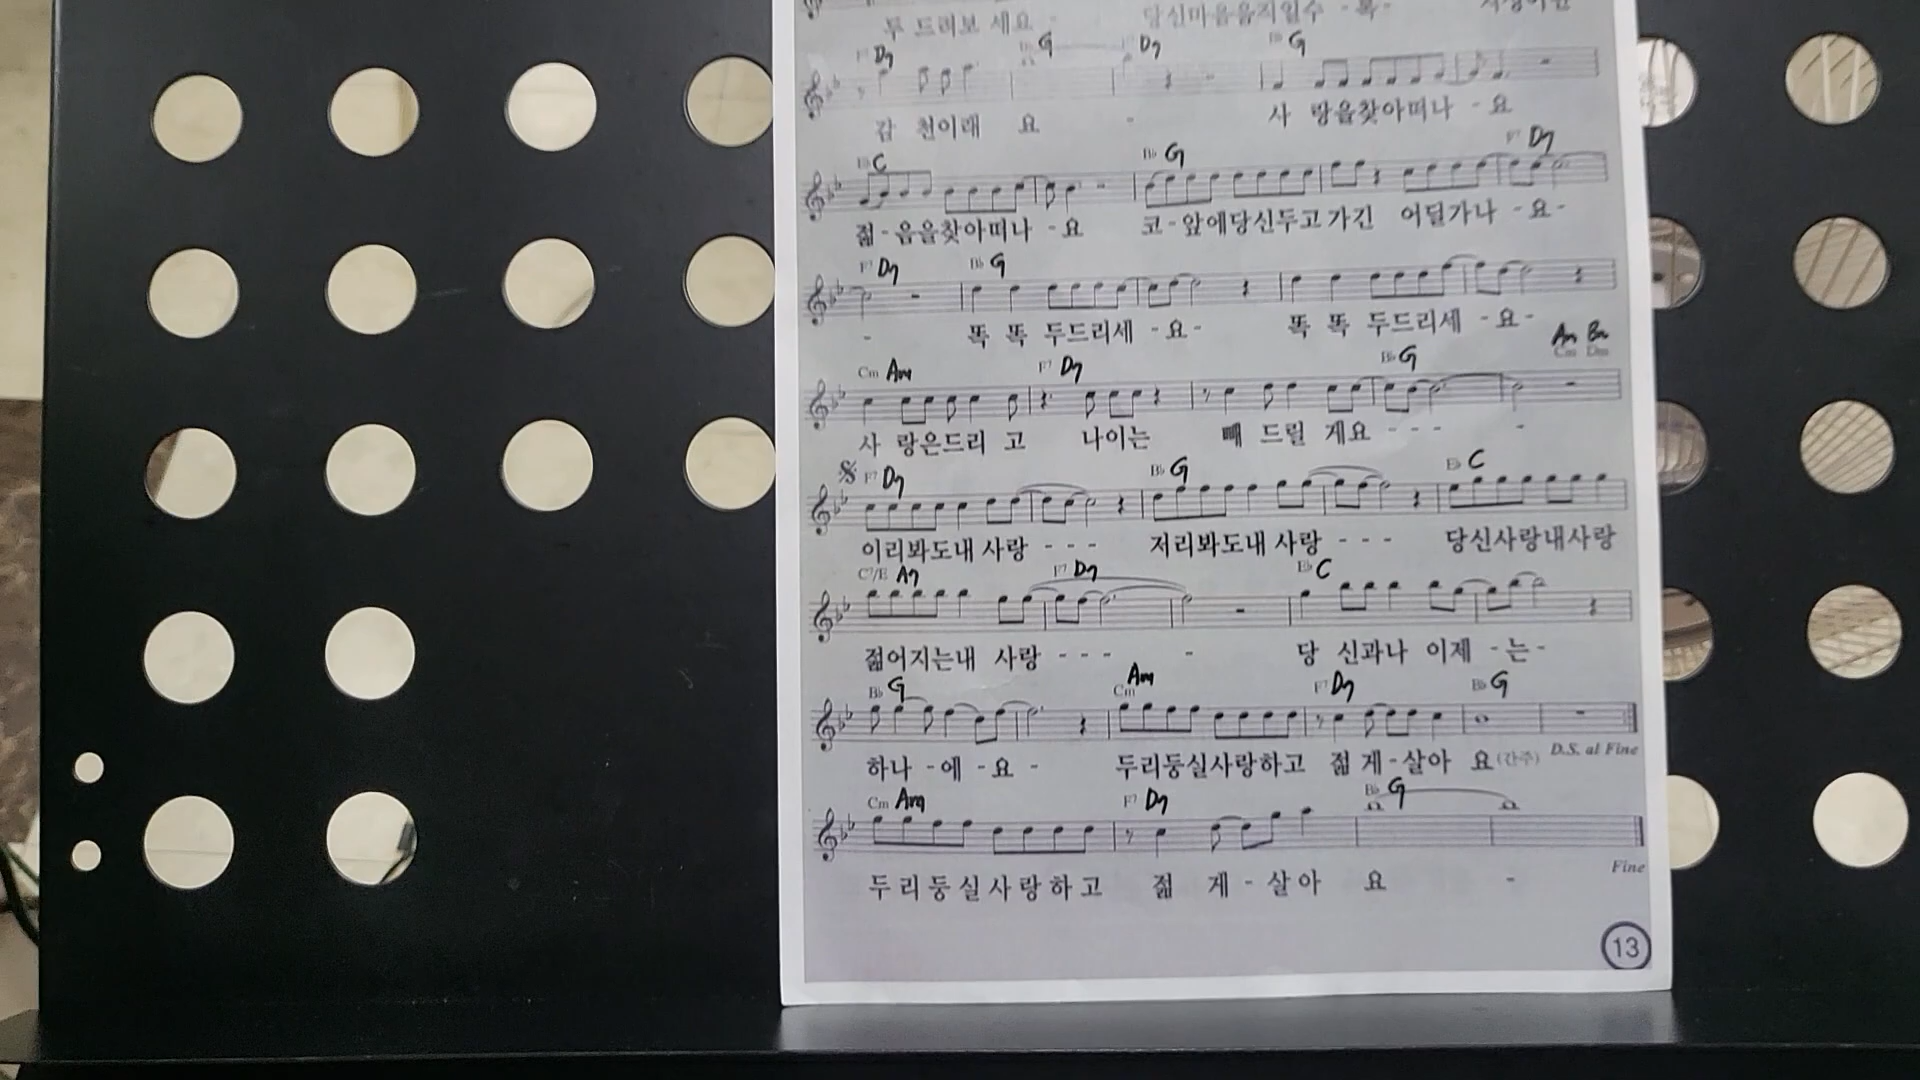 두 드려보 세요 - 당신마음을직일수 - 록 -
F7 D7 B♭ G F7 D7 B♭ G
감 천이래 요 - 사 랑을찾아떠나 - 요
E♭ C B♭ G F7 D7
젊 - 음을찾아떠나 - 요 코 - 앞에당신두고 가긴 어딜가나 - 요 -
F7 D7 B♭ G
- 똑 똑 두드리세 - 요 - 똑 똑 두드리세 - 요 -
Am Bm
Cm Am F7 D7 B♭ G Cm Dm
사 랑은드리 고 나이는 빼 드릴 게요 - - - -
F7 D7 B♭ G E♭ C
이리봐도내 사랑 - - - 저리봐도내 사랑 - - - 당신사랑내사랑
C7/E A7 F7 D7 E♭ C
젊어지는내 사랑 - - - - 당 신과나 이제 - 는 -
B♭ G Cm Am F7 D7 B♭ G
하나 - 에 - 요 - 두리둥실사랑하고 젊 게 - 살아 요 (간주) D.S. al Fine
Cm Am F7 D7 B♭ G
두리둥실사랑하고 젊 게 - 살아 요 -
Fine
13